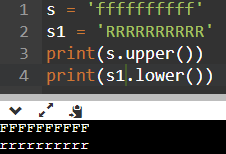 1 s = 'ffffffffff'
2 s1 = 'RRRRRRRRRR'
3 print(s.upper())
4 print(s1.lower())
FFFFFFFFFF
rrrrrrrrrr